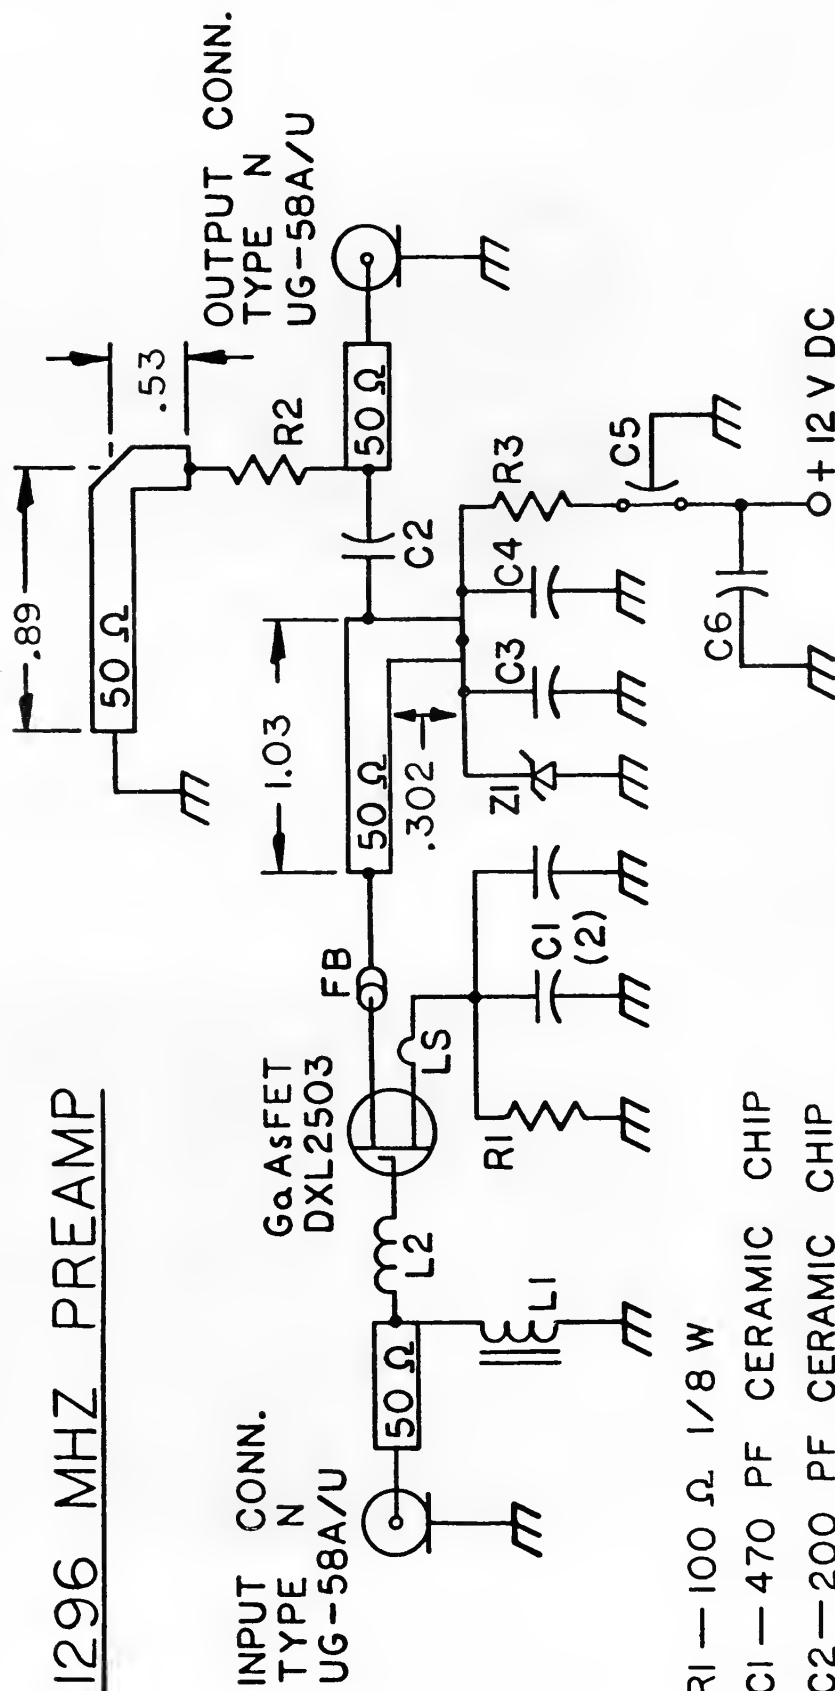 1296 MHZ PREAMP
INPUT CONN.
TYPE N
UG-58A/U
50 Ω
L1
L2
GaAsFET
DXL2503
LS
FB
R1
C1
(2)
1.03
50 Ω
.302
Z1
C3
C4
R3
C5
C6
+12 V DC
C2
R2
50 Ω
.89
50 Ω
.53
OUTPUT CONN.
TYPE N
UG-58A/U
R1—100 Ω 1/8 W
C1—470 PF CERAMIC CHIP
C2—200 PF CERAMIC CHIP